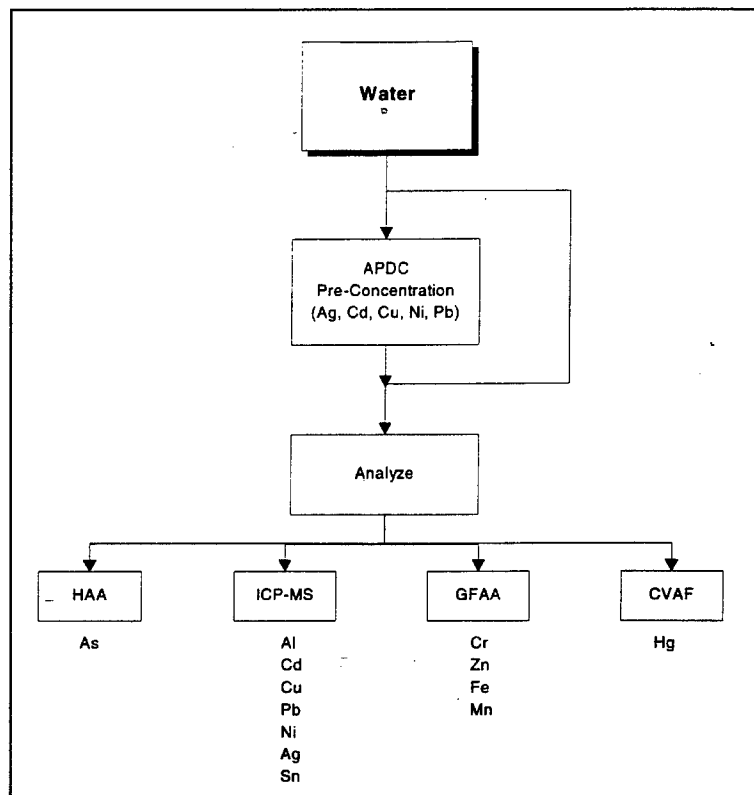 Water
APDC
Pre-Concentration
(Ag, Cd, Cu, Ni, Pb)
Analyze
HAA
ICP-MS
GFAA
CVAF
As
Al
Cd
Cu
Pb
Ni
Ag
Sn
Cr
Zn
Fe
Mn
Hg